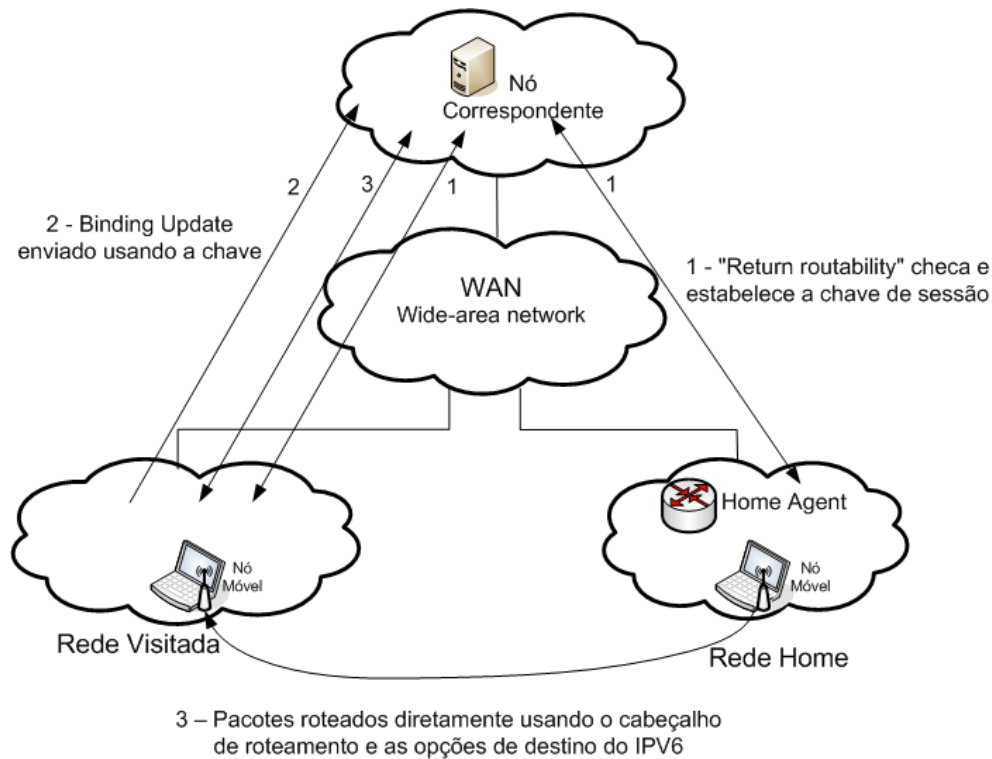 Nó
Correspondente
2
3
1
1
2 - Binding Update
enviado usando a chave
WAN
Wide-area network
1 - "Return routability" checa e
estabelece a chave de sessão
Home Agent
Nó
Móvel
Nó
Móvel
Rede Visitada
Rede Home
3 – Pacotes roteados diretamente usando o cabeçalho
de roteamento e as opções de destino do IPV6